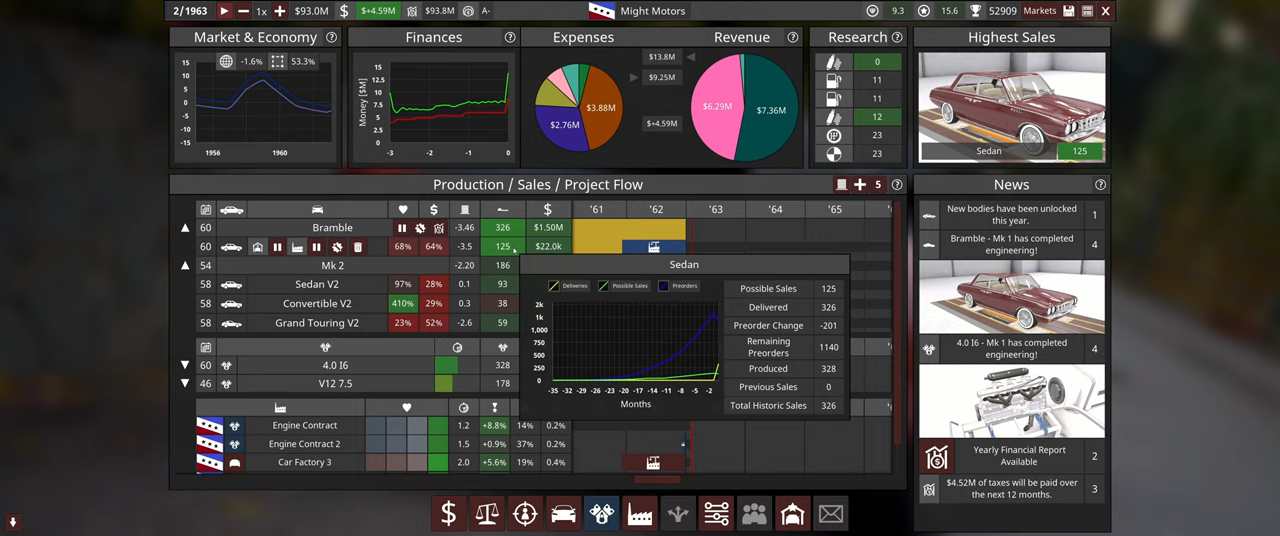 2/1963 1x $93.0M $ $+4.59M $93.8M A- Might Motors 9.3 15.6 52909 Markets
Market & Economy
-1.6% 53.3%
15
10
5
0
-5
-10
-15
1956 1960
Finances
Money [$M]
15
12.5
10
7.5
5
2.5
0
-3 -2 -1 0
Expenses
$3.88M
$2.76M
$13.8M
$9.25M
$+4.59M
Revenue
$6.29M
$7.36M
Research
0
11
11
12
23
23
Highest Sales
Sedan 125
Production / Sales / Project Flow 5
$ $ '61 '62 '63 '64 '65
60 Bramble -3.46 326 $1.50M
60 68% 64% -3.5 125 $22.0k
54 Mk 2 -2.20 186
58 Sedan V2 97% 28% 0.1 93
58 Convertible V2 410% 29% 0.3 38
58 Grand Touring V2 23% 52% -2.6 59
60 4.0 I6 328
46 V12 7.5 178
Engine Contract 1.2 +8.8% 14% 0.2%
Engine Contract 2 1.5 +0.9% 37% 0.2%
Car Factory 3 2.0 +5.6% 19% 0.4%
Sedan
Deliveries Possible Sales Preorders
2k
1,000
750
500
250
0
-35 -32 -29 -26 -23 -20 -17 -14 -11 -8 -5 -2
Months
Possible Sales 125
Delivered 326
Preorder Change -201
Remaining Preorders 1140
Produced 328
Previous Sales 0
Total Historic Sales 326
News
New bodies have been unlocked this year. 1
Bramble - Mk 1 has completed engineering! 4
4.0 I6 - Mk 1 has completed engineering! 4
Yearly Financial Report Available 2
$4.52M of taxes will be paid over the next 12 months. 3